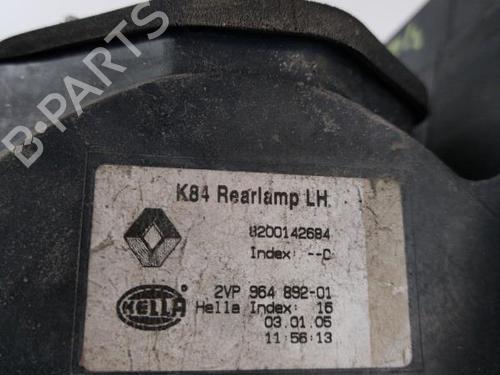 B-PARTS
K84 Rearlamp LH.
8200142684
Index: --C
2VP 964 892-01
HELLA
Hella Index: 16
03.01.05
11:56:13